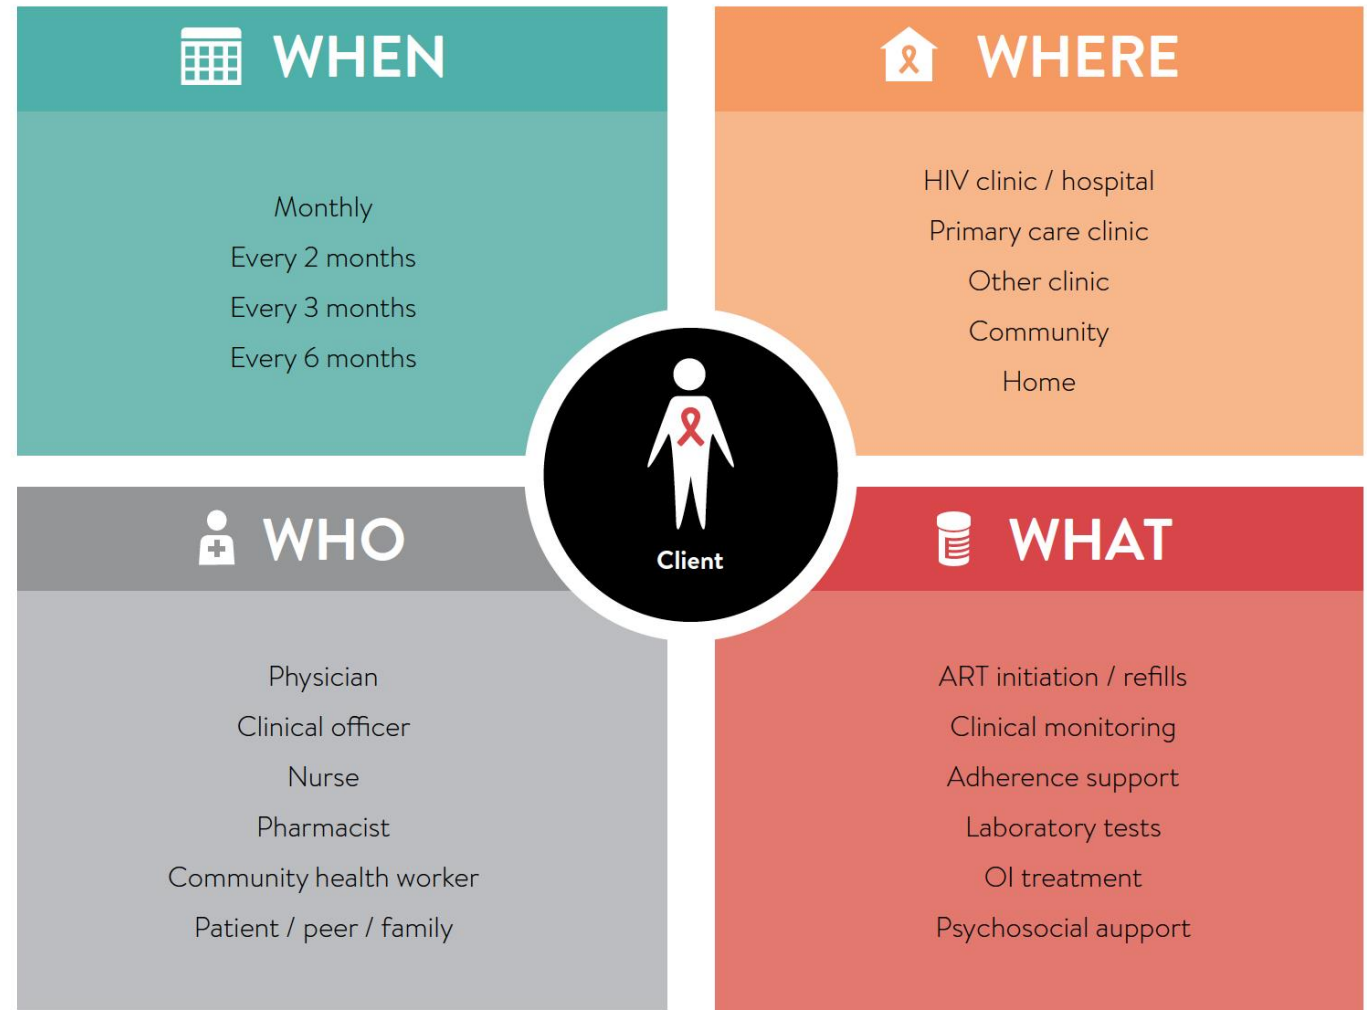 WHEN
Monthly
Every 2 months
Every 3 months
Every 6 months
WHERE
HIV clinic / hospital
Primary care clinic
Other clinic
Community
Home
Client
WHO
Physician
Clinical officer
Nurse
Pharmacist
Community health worker
Patient / peer / family
WHAT
ART initiation / refills
Clinical monitoring
Adherence support
Laboratory tests
OI treatment
Psychosocial aupport